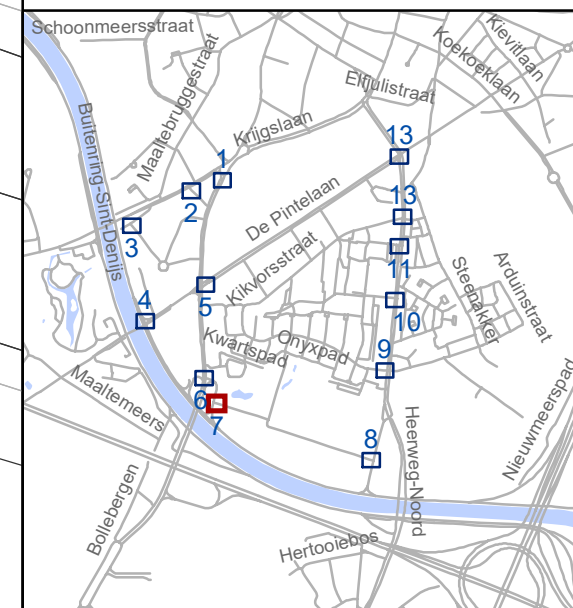 Schoonmeersstraat
Kievitlaan
Koekoeklaan
Maaltebruggestraat
Elfjulistraat
Buitenring-Sint-Denijs
Krijgslaan
13
1
2
De Pintelaan
13
3
Kikvorsstraat
11
Steenakker
Arduinstraat
5
4
10
Kwartspad
Onyxpad
9
Maaltemeers
6
7
Nieuwmeerspad
8
Heerweg-Noord
Bollebergen
Hertooiebos